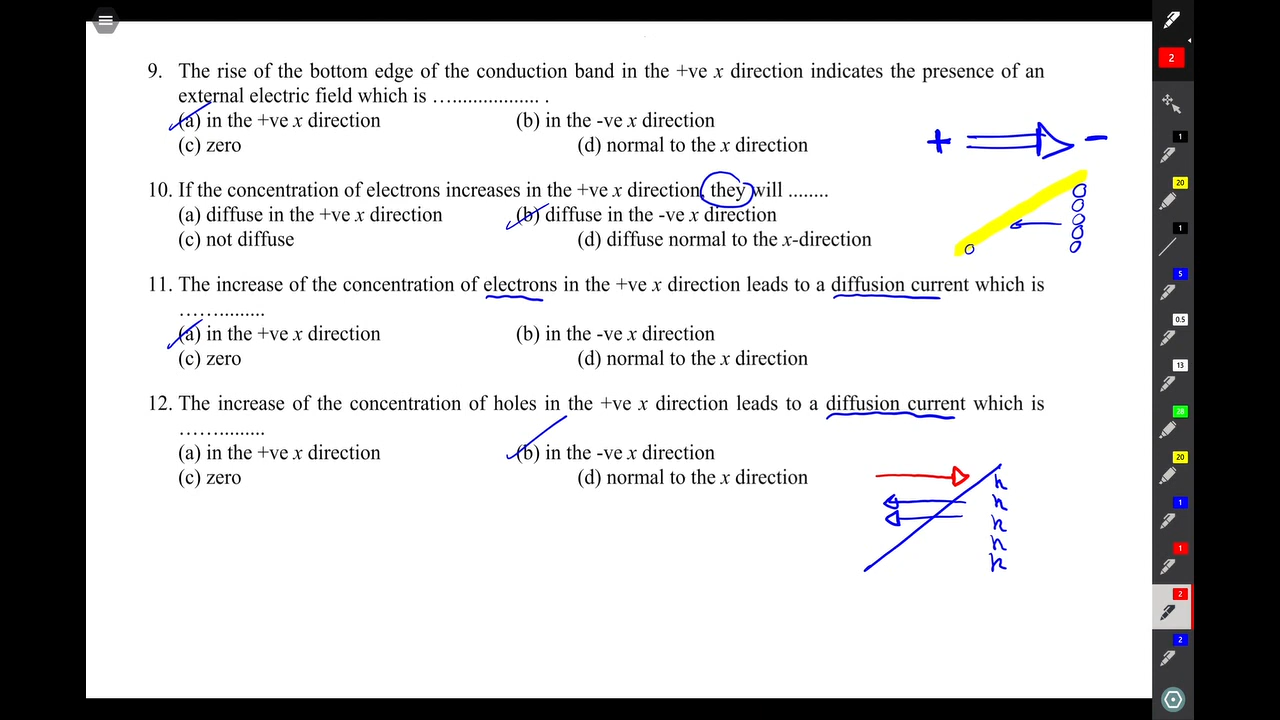 9. The rise of the bottom edge of the conduction band in the +ve x direction indicates the presence of an
external electric field which is ….................. .
(a) in the +ve x direction (b) in the -ve x direction
(c) zero (d) normal to the x direction
+ −
10. If the concentration of electrons increases in the +ve x direction, they will ........
(a) diffuse in the +ve x direction (b) diffuse in the -ve x direction
(c) not diffuse (d) diffuse normal to the x-direction
11. The increase of the concentration of electrons in the +ve x direction leads to a diffusion current which is
…….........
(a) in the +ve x direction (b) in the -ve x direction
(c) zero (d) normal to the x direction
12. The increase of the concentration of holes in the +ve x direction leads to a diffusion current which is
…….........
(a) in the +ve x direction (b) in the -ve x direction
(c) zero (d) normal to the x direction
h
h
h
h
h
2
1
20
1
5
0.5
13
28
20
1
1
2
2